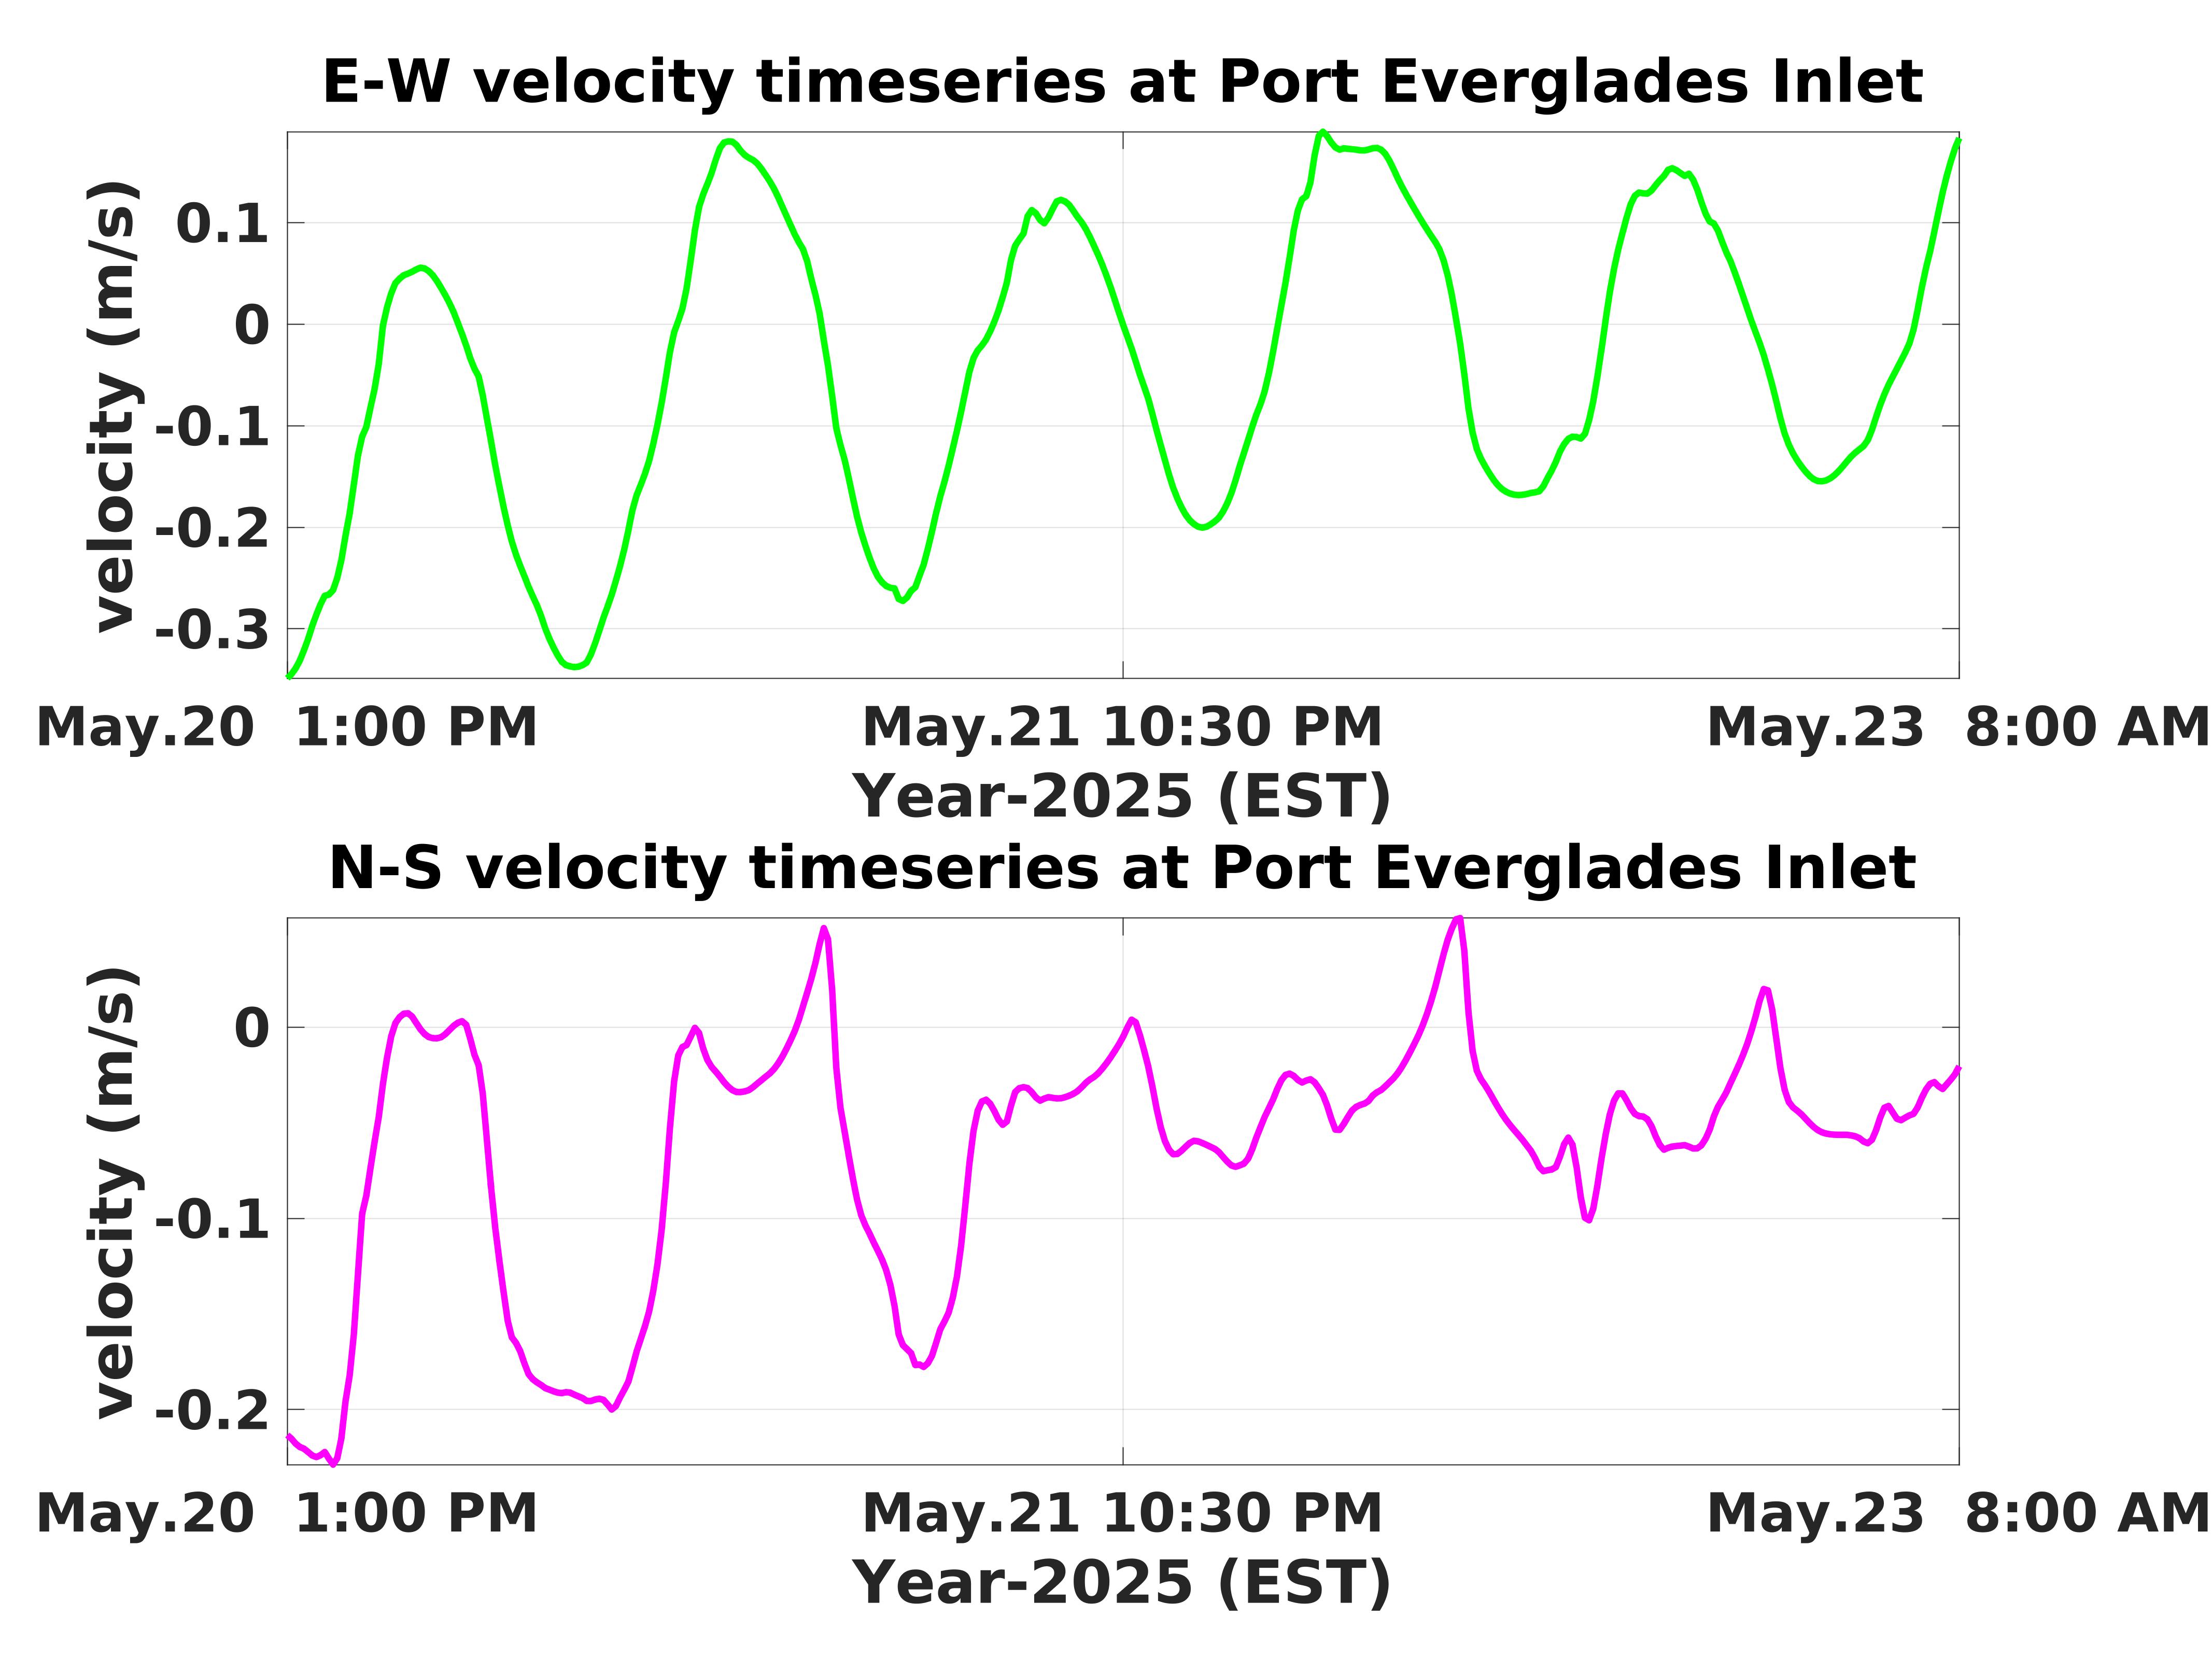 E-W velocity timeseries at Port Everglades Inlet
velocity (m/s)
0.1
0
-0.1
-0.2
-0.3
May.20  1:00 PM
May.21 10:30 PM
May.23  8:00 AM
Year-2025 (EST)
N-S velocity timeseries at Port Everglades Inlet
velocity (m/s)
0
-0.1
-0.2
May.20  1:00 PM
May.21 10:30 PM
May.23  8:00 AM
Year-2025 (EST)